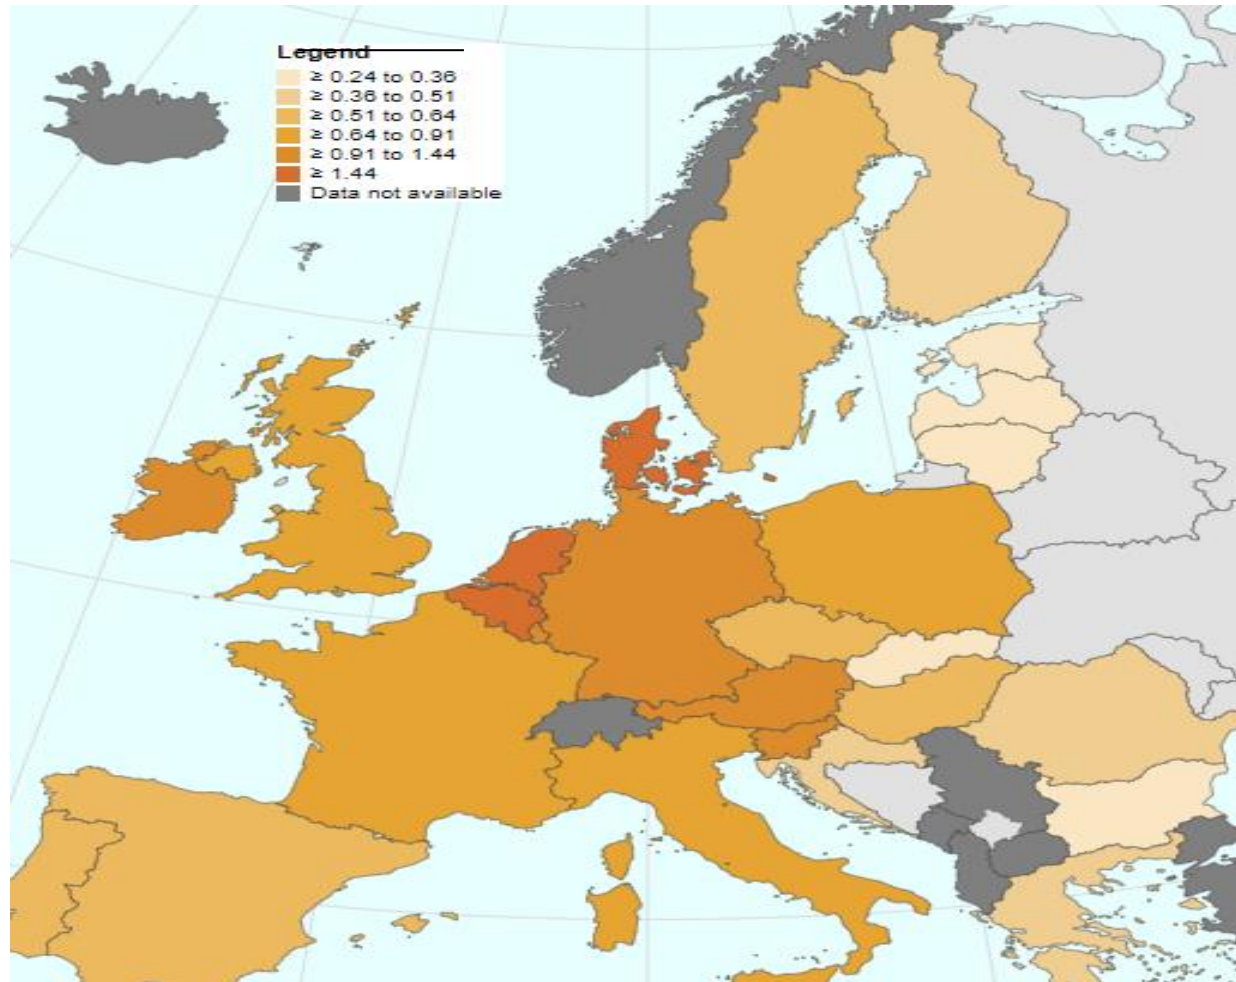 Legend
≥ 0.24 to 0.36
≥ 0.36 to 0.51
≥ 0.51 to 0.64
≥ 0.64 to 0.91
≥ 0.91 to 1.44
≥ 1.44
Data not available